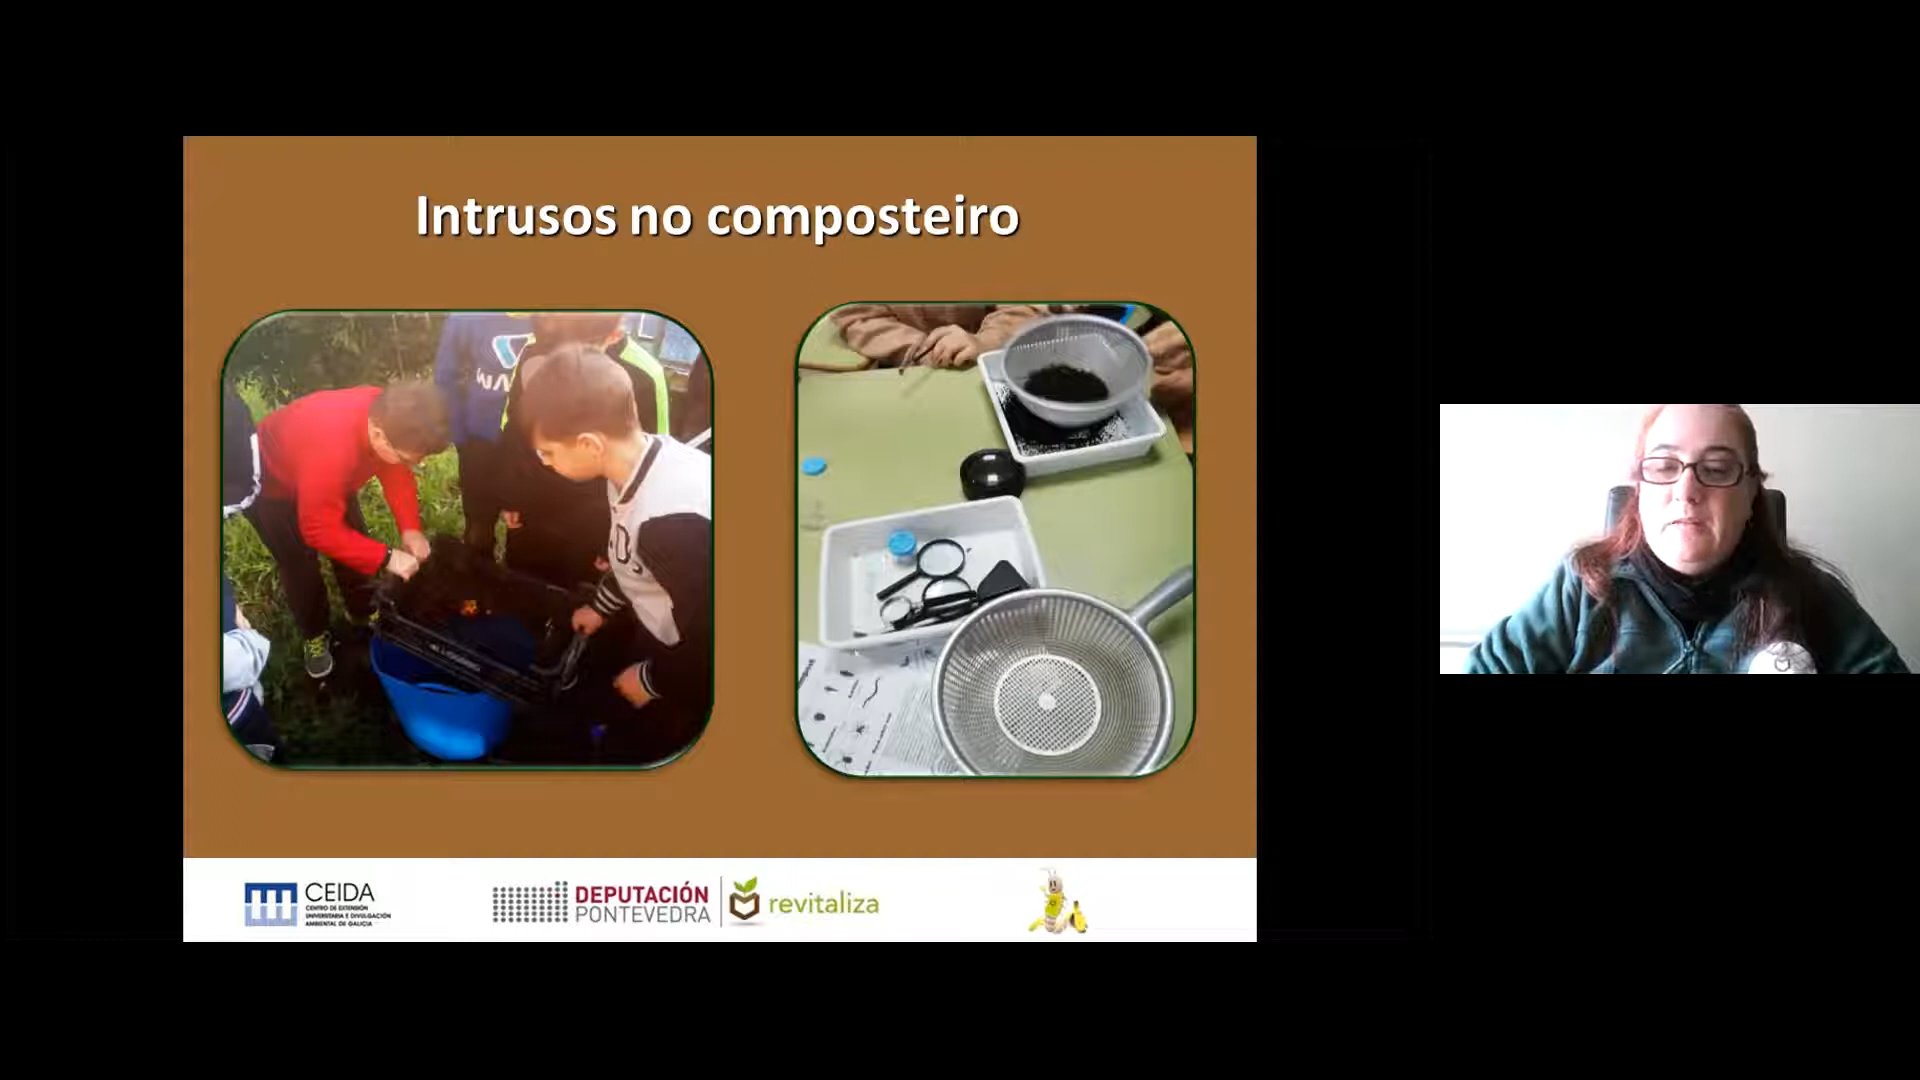 Intrusos no composteiro
CEIDA
CENTRO DE EXTENSIÓN
UNIVERSITARIA E DIVULGACIÓN
AMBIENTAL DE GALICIA
DEPUTACIÓN
PONTEVEDRA
revitaliza